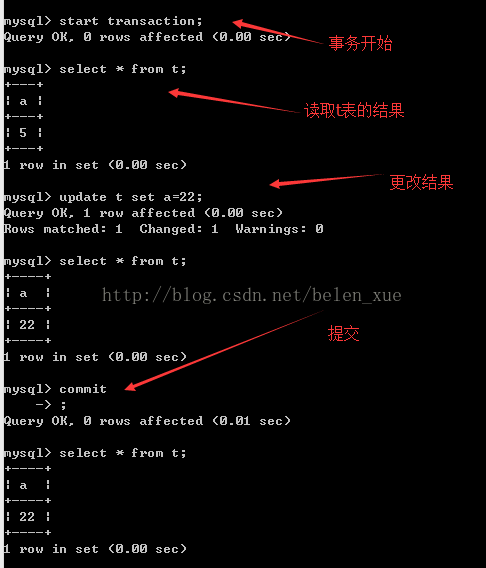 mysql> start transaction;
Query OK, 0 rows affected (0.00 sec)
事务开始
mysql> select * from t;
+---+
| a |
+---+
| 5 |
+---+
1 row in set (0.00 sec)
读取t表的结果
mysql> update t set a=22;
Query OK, 1 row affected (0.00 sec)
Rows matched: 1  Changed: 1  Warnings: 0
更改结果
mysql> select * from t;
+----+
| a  |
+----+
| 22 |
+----+
1 row in set (0.00 sec)
http://blog.csdn.net/belen_xue
提交
mysql> commit
    -> ;
Query OK, 0 rows affected (0.01 sec)
mysql> select * from t;
+----+
| a  |
+----+
| 22 |
+----+
1 row in set (0.00 sec)